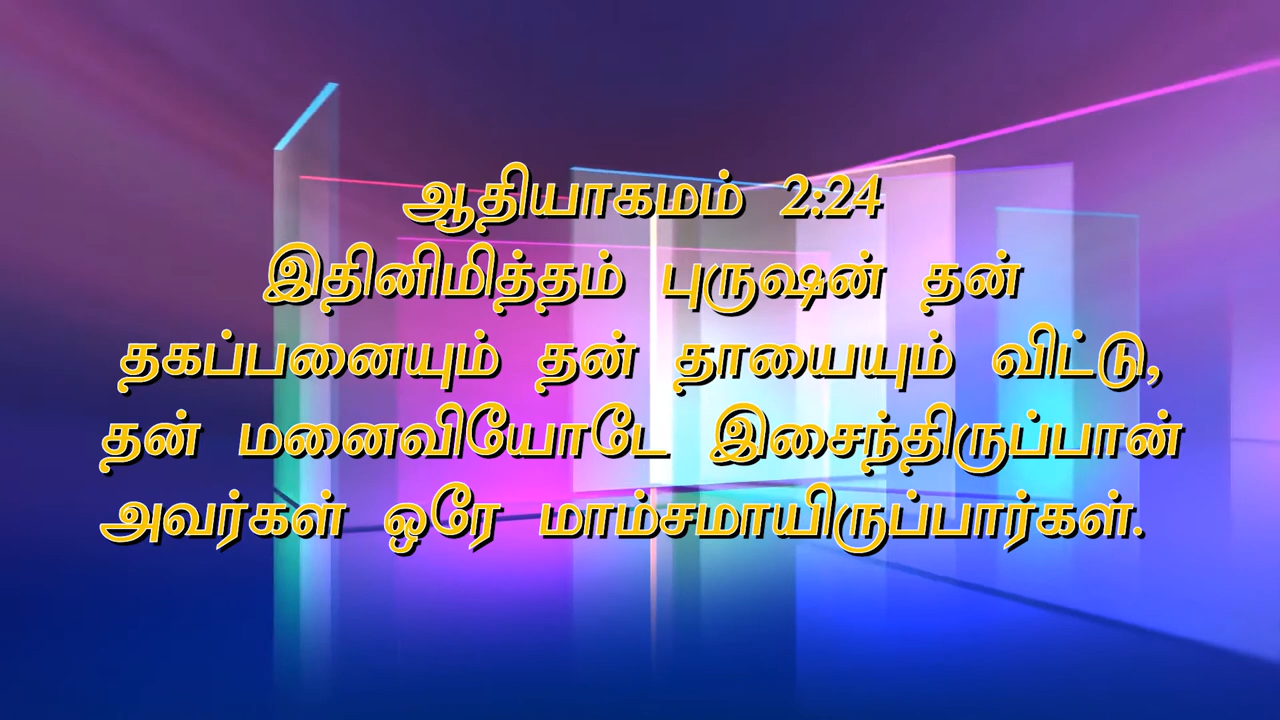 ஆதியாகமம் 2:24
இதினிமித்தம் புருஷன் தன்
தகப்பனையும் தன் தாயையும் விட்டு,
தன் மனைவியோடே இசைந்திருப்பான்
அவர்கள் ஒரே மாம்சமாயிருப்பார்கள்.